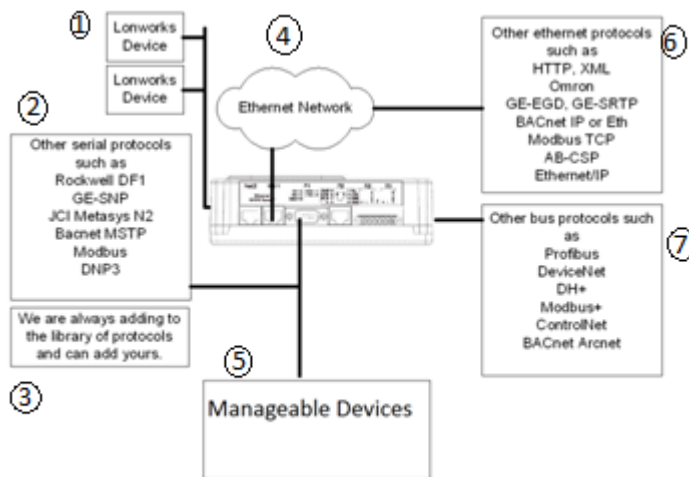 1
Lonworks
Device
Lonworks
Device
2
Other serial protocols
such as
Rockwell DF1
GE-SNP
JCI Metasys N2
Bacnet MSTP
Modbus
DNP3
We are always adding to
the library of protocols
and can add yours.
3
4
Ethernet Network
5
Manageable Devices
6
Other ethernet protocols
such as
HTTP, XML
Omron
GE-EGD, GE-SRTP
BACnet IP or Eth
Modbus TCP
AB-CSP
Ethernet/IP
7
Other bus protocols such
as
Profibus
DeviceNet
DH+
Modbus+
ControlNet
BACnet Arcnet